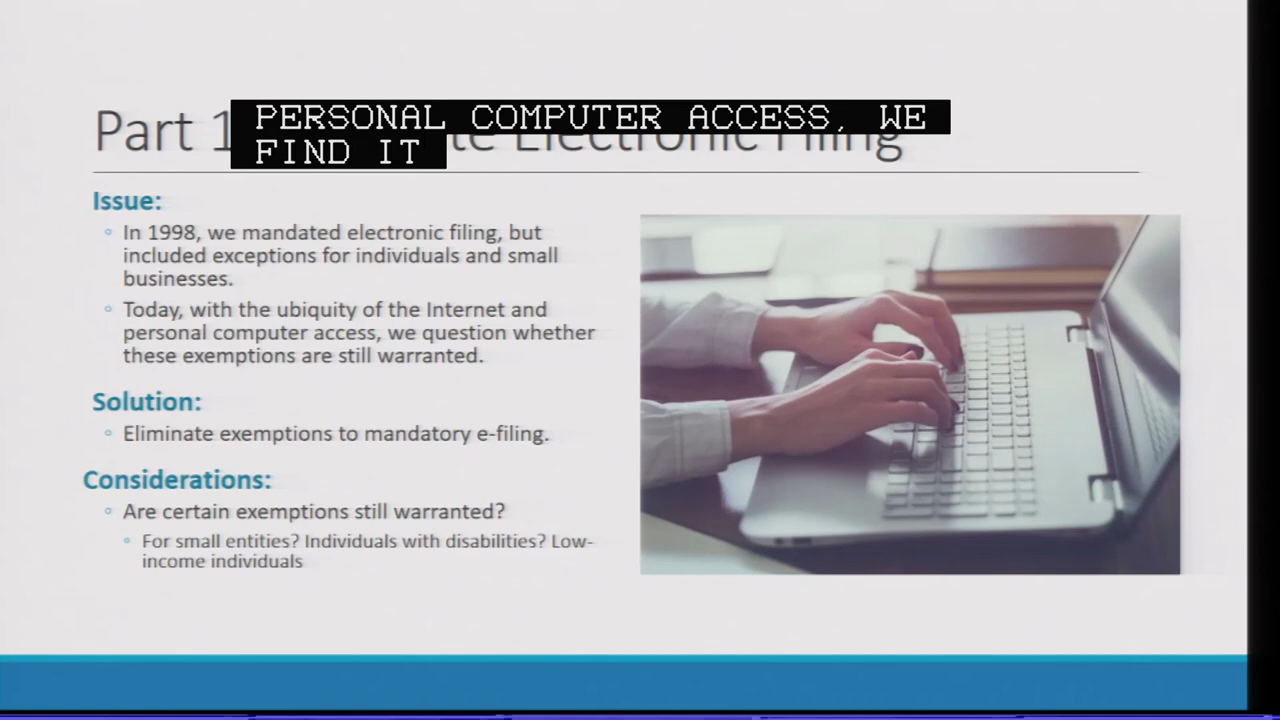 PERSONAL COMPUTER ACCESS, WE
FIND IT
Part 1 Electronic Filing
Issue:
◦ In 1998, we mandated electronic filing, but
included exceptions for individuals and small
businesses.
◦ Today, with the ubiquity of the Internet and
personal computer access, we question whether
these exemptions are still warranted.
Solution:
◦ Eliminate exemptions to mandatory e-filing.
Considerations:
◦ Are certain exemptions still warranted?
◦ For small entities? Individuals with disabilities? Low-
income individuals